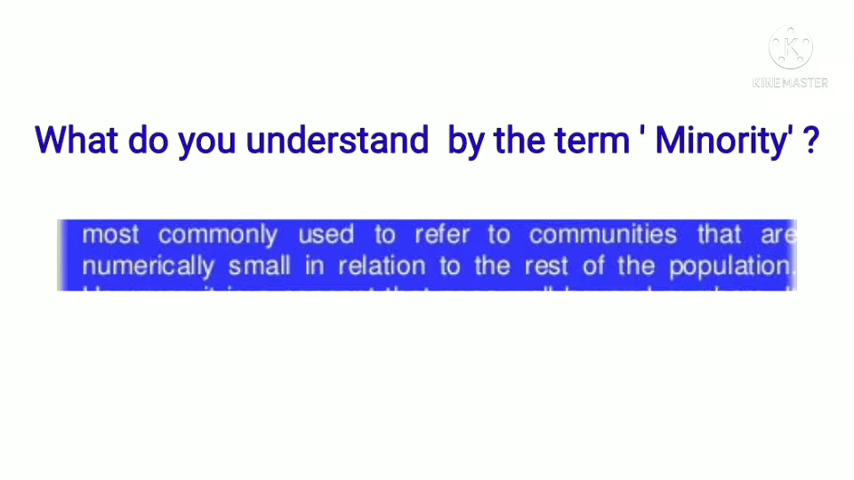 KINEMASTER
What do you understand by the term ' Minority' ?
most commonly used to refer to communities that are
numerically small in relation to the rest of the population.